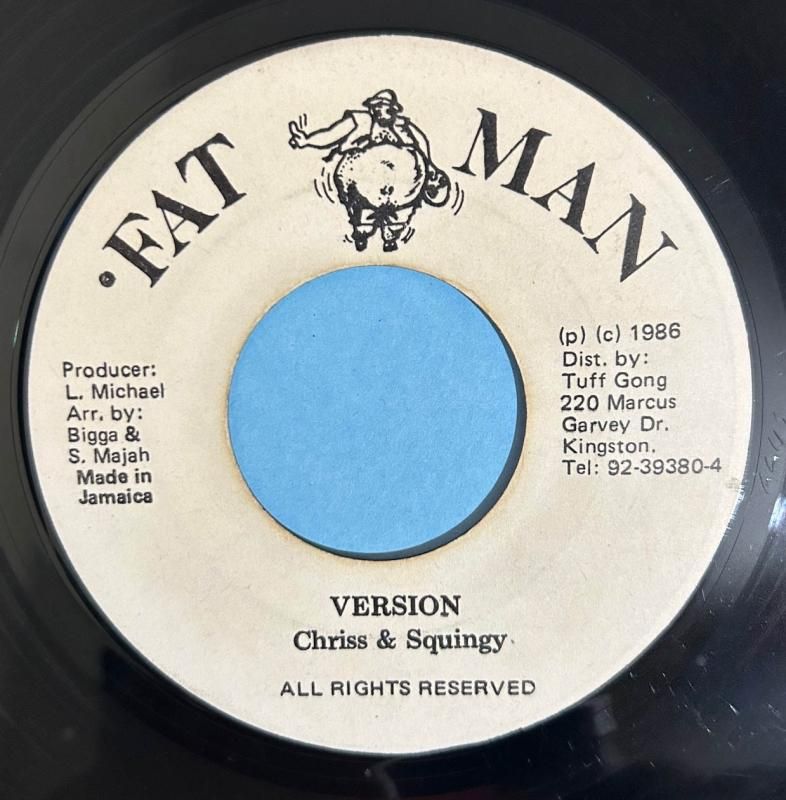 FAT MAN
Producer:
L. Michael
Arr. by:
Bigga &
S. Majah
Made in
Jamaica
(p) (c) 1986
Dist. by:
Tuff Gong
220 Marcus
Garvey Dr.
Kingston.
Tel: 92-39380-4
VERSION
Chriss & Squingy
ALL RIGHTS RESERVED